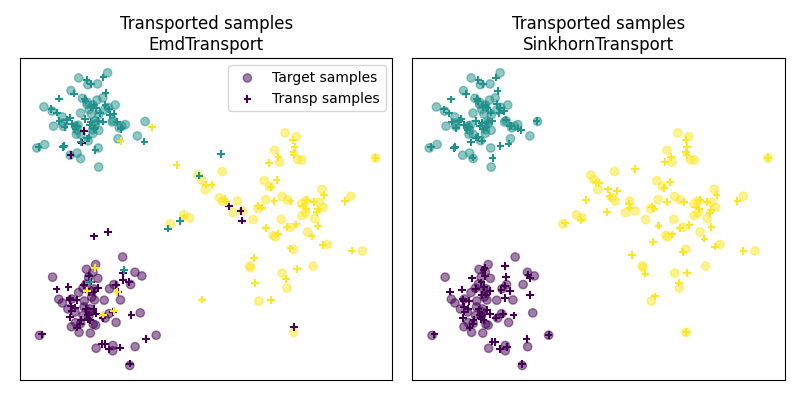 Transported samples
EmdTransport
Target samples
Transp samples
Transported samples
SinkhornTransport